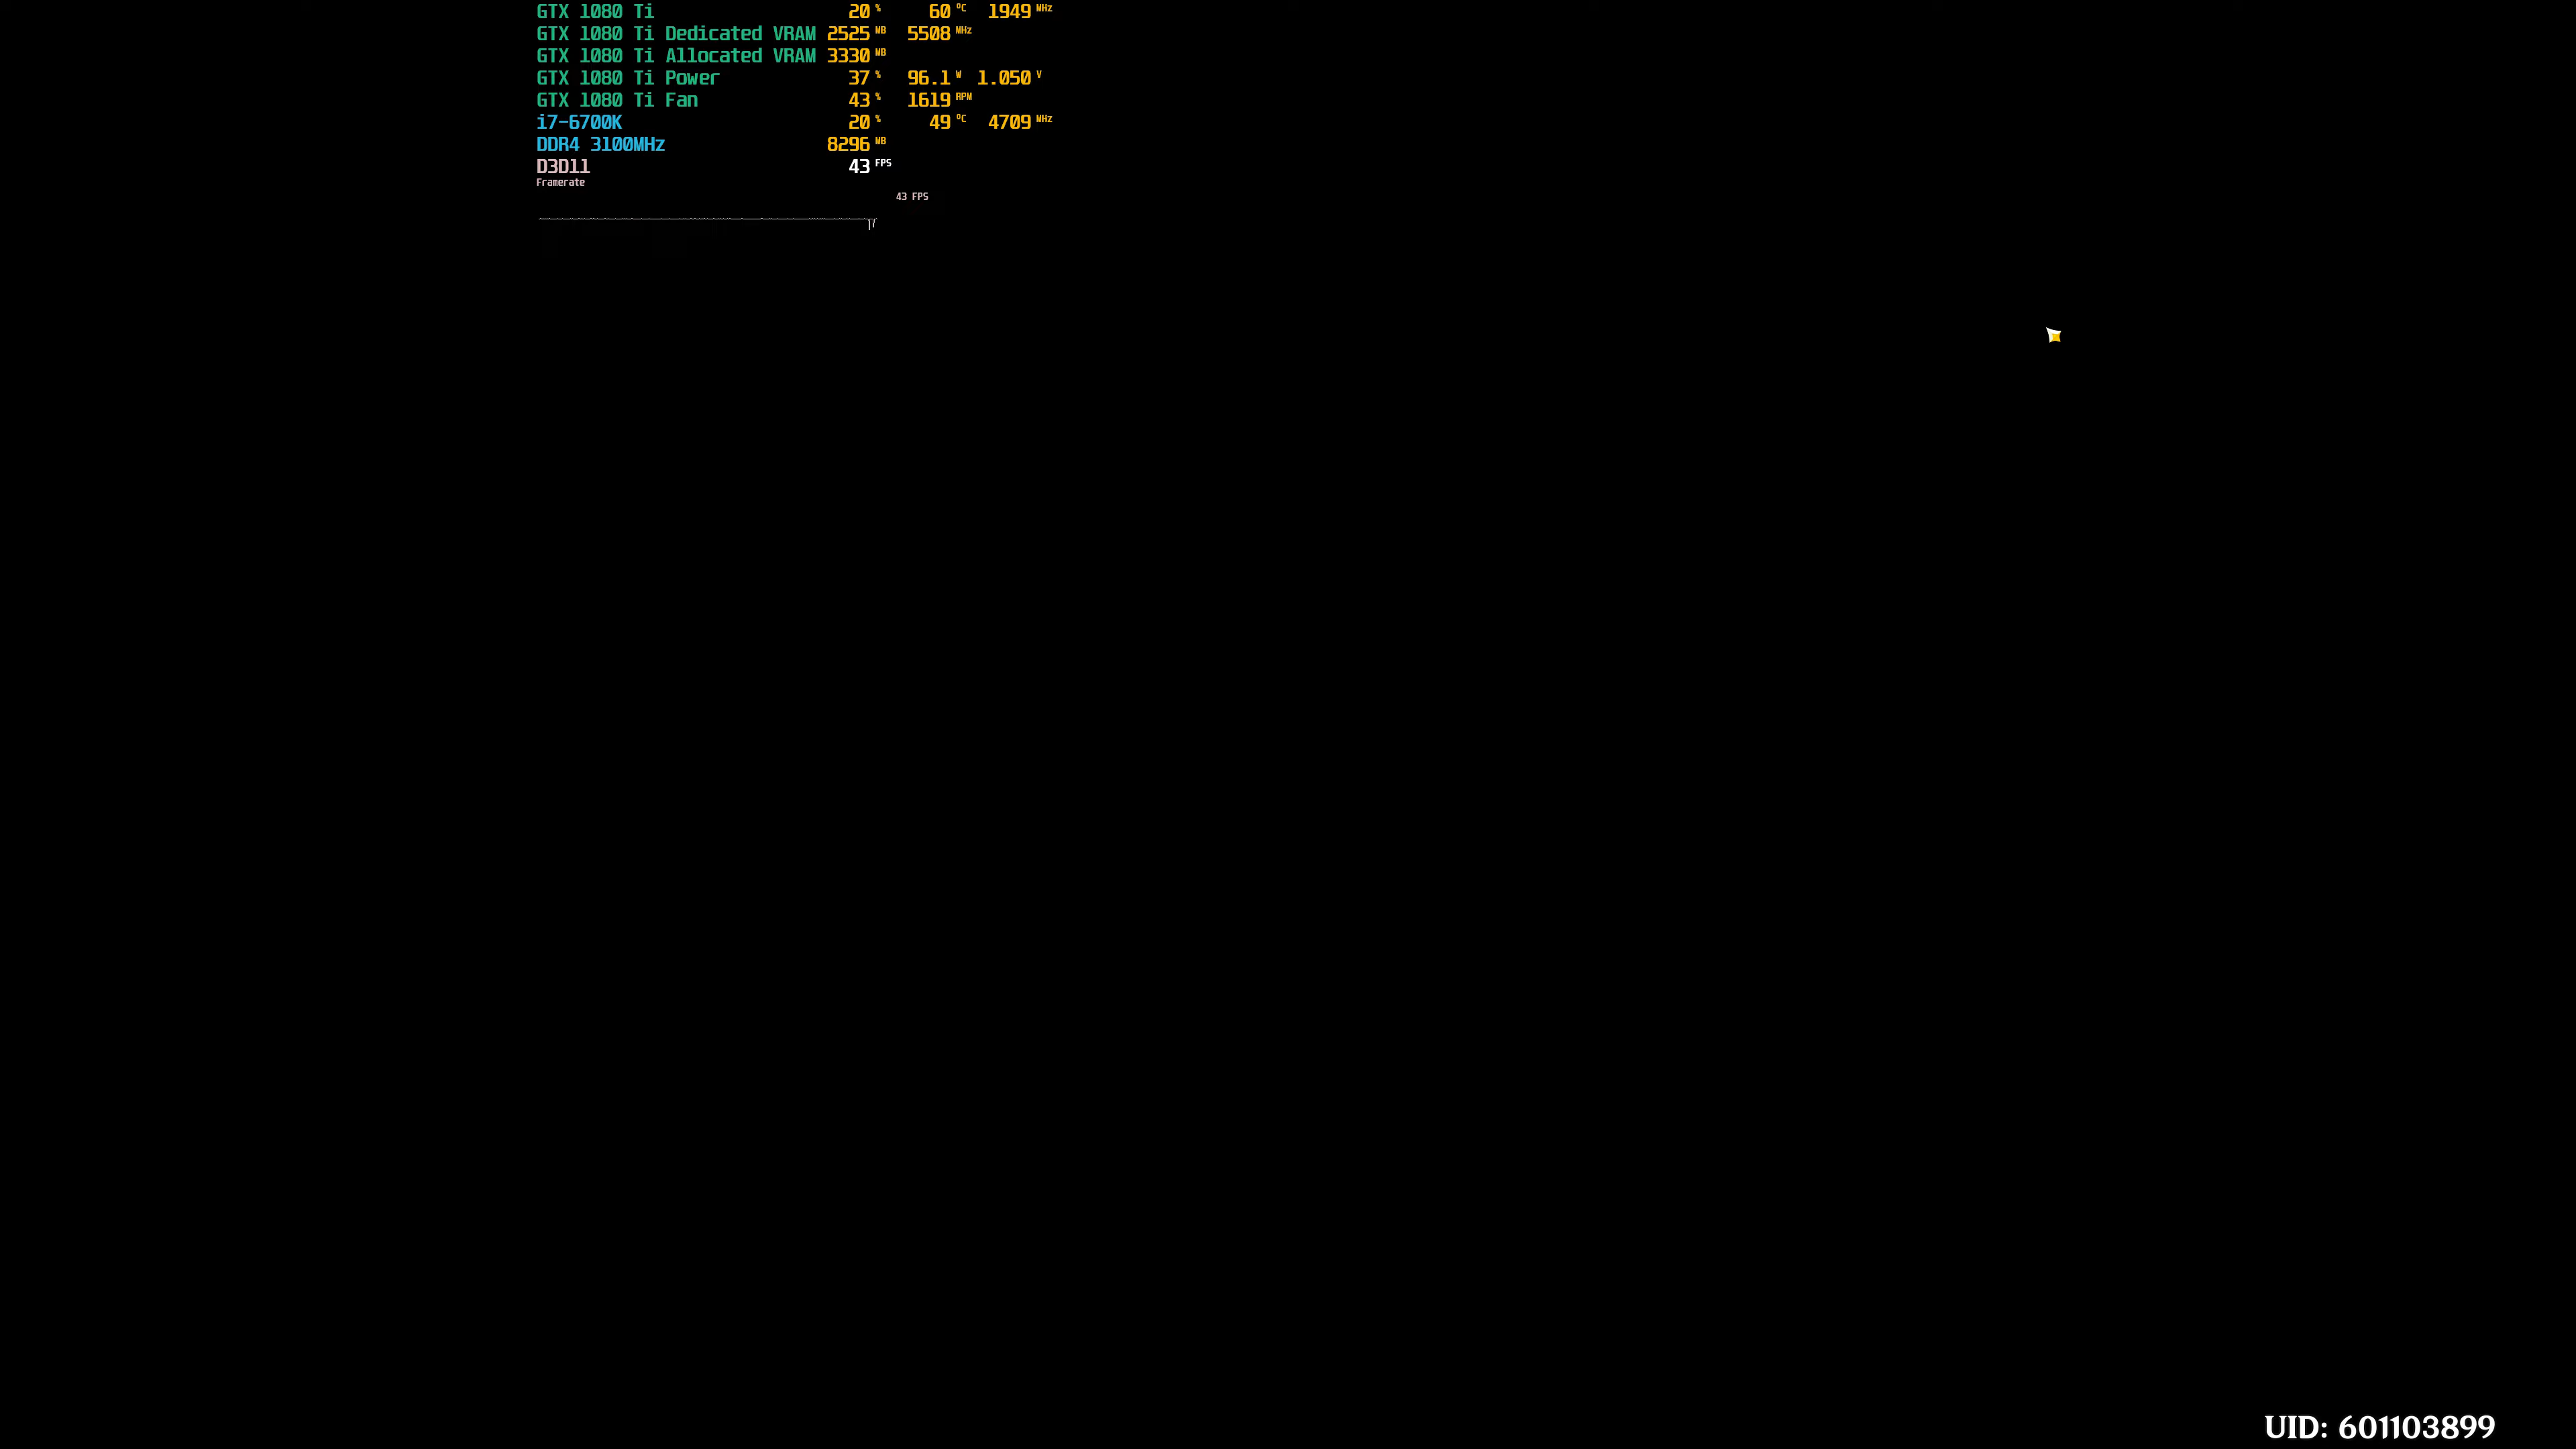 GTX 1080 Ti 20 % 60 °C 1949 MHz
GTX 1080 Ti Dedicated VRAM 2525 MB 5508 MHz
GTX 1080 Ti Allocated VRAM 3330 MB
GTX 1080 Ti Power 37 % 96.1 W 1.050 V
GTX 1080 Ti Fan 43 % 1619 RPM
i7-6700K 20 % 49 °C 4709 MHz
DDR4 3100MHz 8296 MB
D3D11 43 FPS
Framerate
43 FPS
UID: 601103899